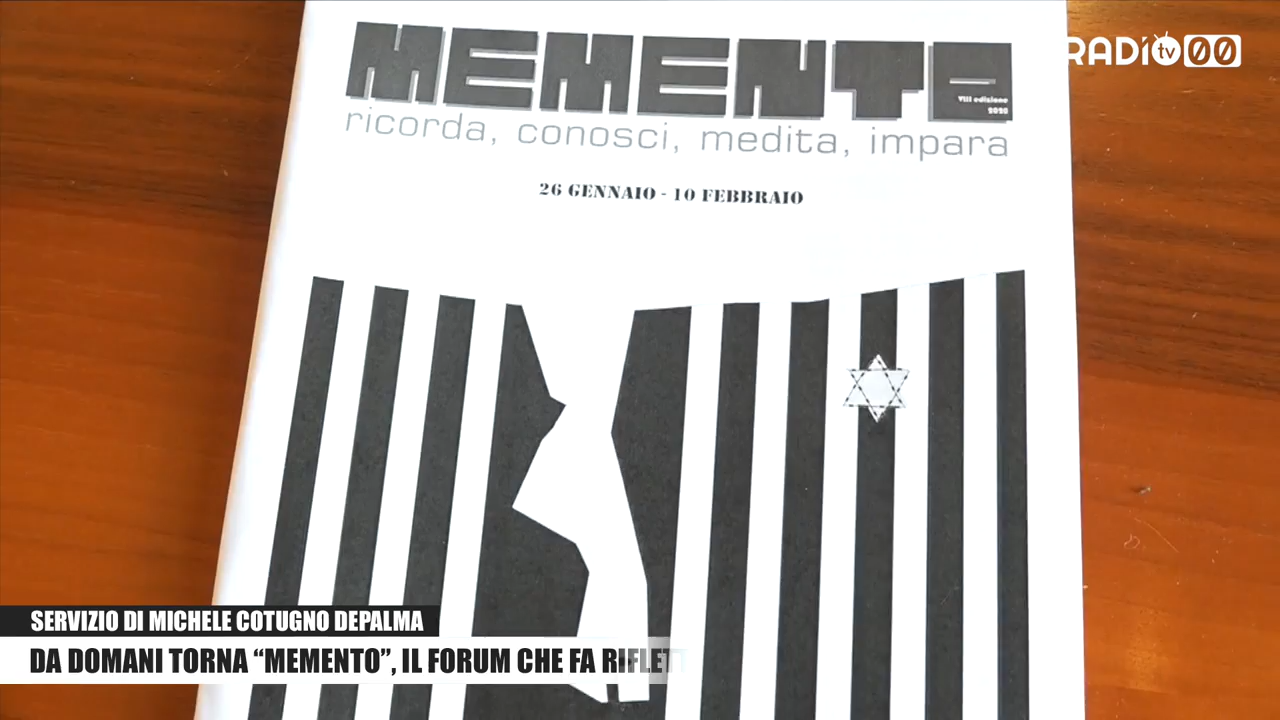 MEMENTO
VIII edizione
2020
ricorda, conosci, medita, impara
26 GENNAIO - 10 FEBBRAIO
RADIO tv 00
SERVIZIO DI MICHELE COTUGNO DEPALMA
DA DOMANI TORNA “MEMENTO”, IL FORUM CHE FA RIFLETT